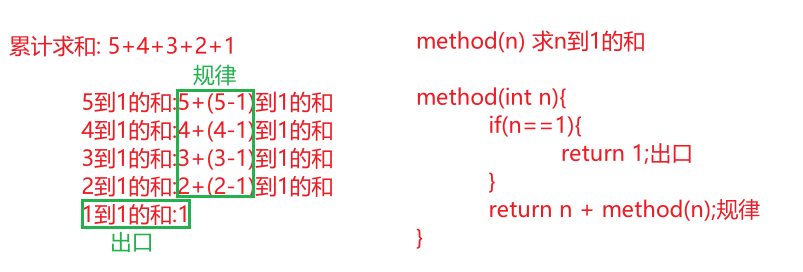 累计求和: 5+4+3+2+1
规律
5到1的和:5+(5-1)到1的和
4到1的和:4+(4-1)到1的和
3到1的和:3+(3-1)到1的和
2到1的和:2+(2-1)到1的和
1到1的和:1
出口
method(n) 求n到1的和
method(int n){
if(n==1){
return 1;出口
}
return n + method(n);规律
}